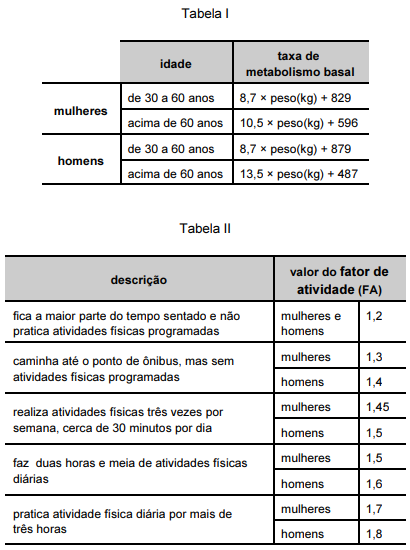 Tabela I
idade
taxa de
metabolismo basal
mulheres
de 30 a 60 anos
8,7 × peso(kg) + 829
acima de 60 anos
10,5 × peso(kg) + 596
homens
de 30 a 60 anos
8,7 × peso(kg) + 879
acima de 60 anos
13,5 × peso(kg) + 487
Tabela II
descrição
valor do fator de
atividade (FA)
fica a maior parte do tempo sentado e não
pratica atividades físicas programadas
mulheres e
homens
1,2
caminha até o ponto de ônibus, mas sem
atividades físicas programadas
mulheres
1,3
homens
1,4
realiza atividades físicas três vezes por
semana, cerca de 30 minutos por dia
mulheres
1,45
homens
1,5
faz duas horas e meia de atividades físicas
diárias
mulheres
1,5
homens
1,6
pratica atividade física diária por mais de
três horas
mulheres
1,7
homens
1,8